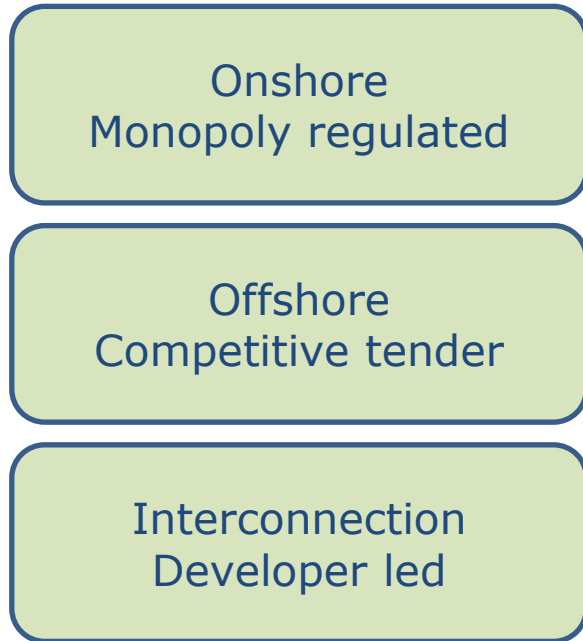 Onshore
Monopoly regulated
Offshore
Competitive tender
Interconnection
Developer led